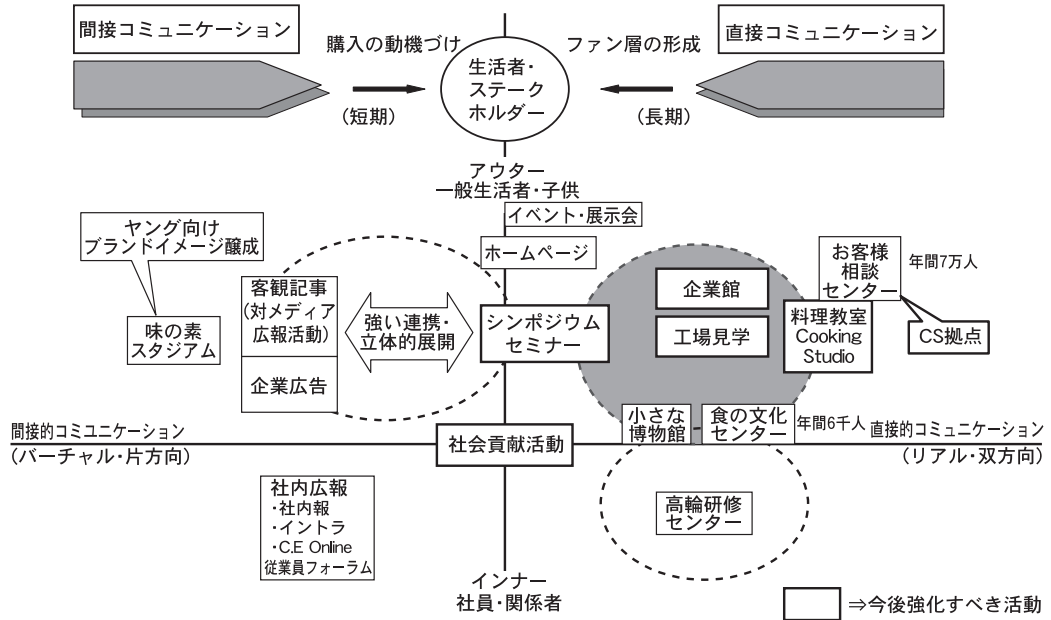 間接コミュニケーション
購入の動機づけ
ファン層の形成
直接コミュニケーション
生活者・
ステーク
ホルダー
(短期)
(長期)
アウター
一般生活者・子供
イベント・展示会
ホームページ
ヤング向け
ブランドイメージ醸成
味の素
スタジアム
客観記事
(対メディア
広報活動)
企業広告
強い連携・
立体的展開
シンポジウム
セミナー
企業館
工場見学
お客様
相談
センター
年間7万人
料理教室
Cooking
Studio
CS拠点
小さな
博物館
食の文化
センター
年間6千人
間接的コミユニケーション
(バーチャル・片方向)
社会貢献活動
直接的コミュニケーション
(リアル・双方向)
社内広報
・社内報
・イントラ
・C.E Online
従業員フォーラム
高輪研修
センター
インナー
社員・関係者
⇒今後強化すべき活動